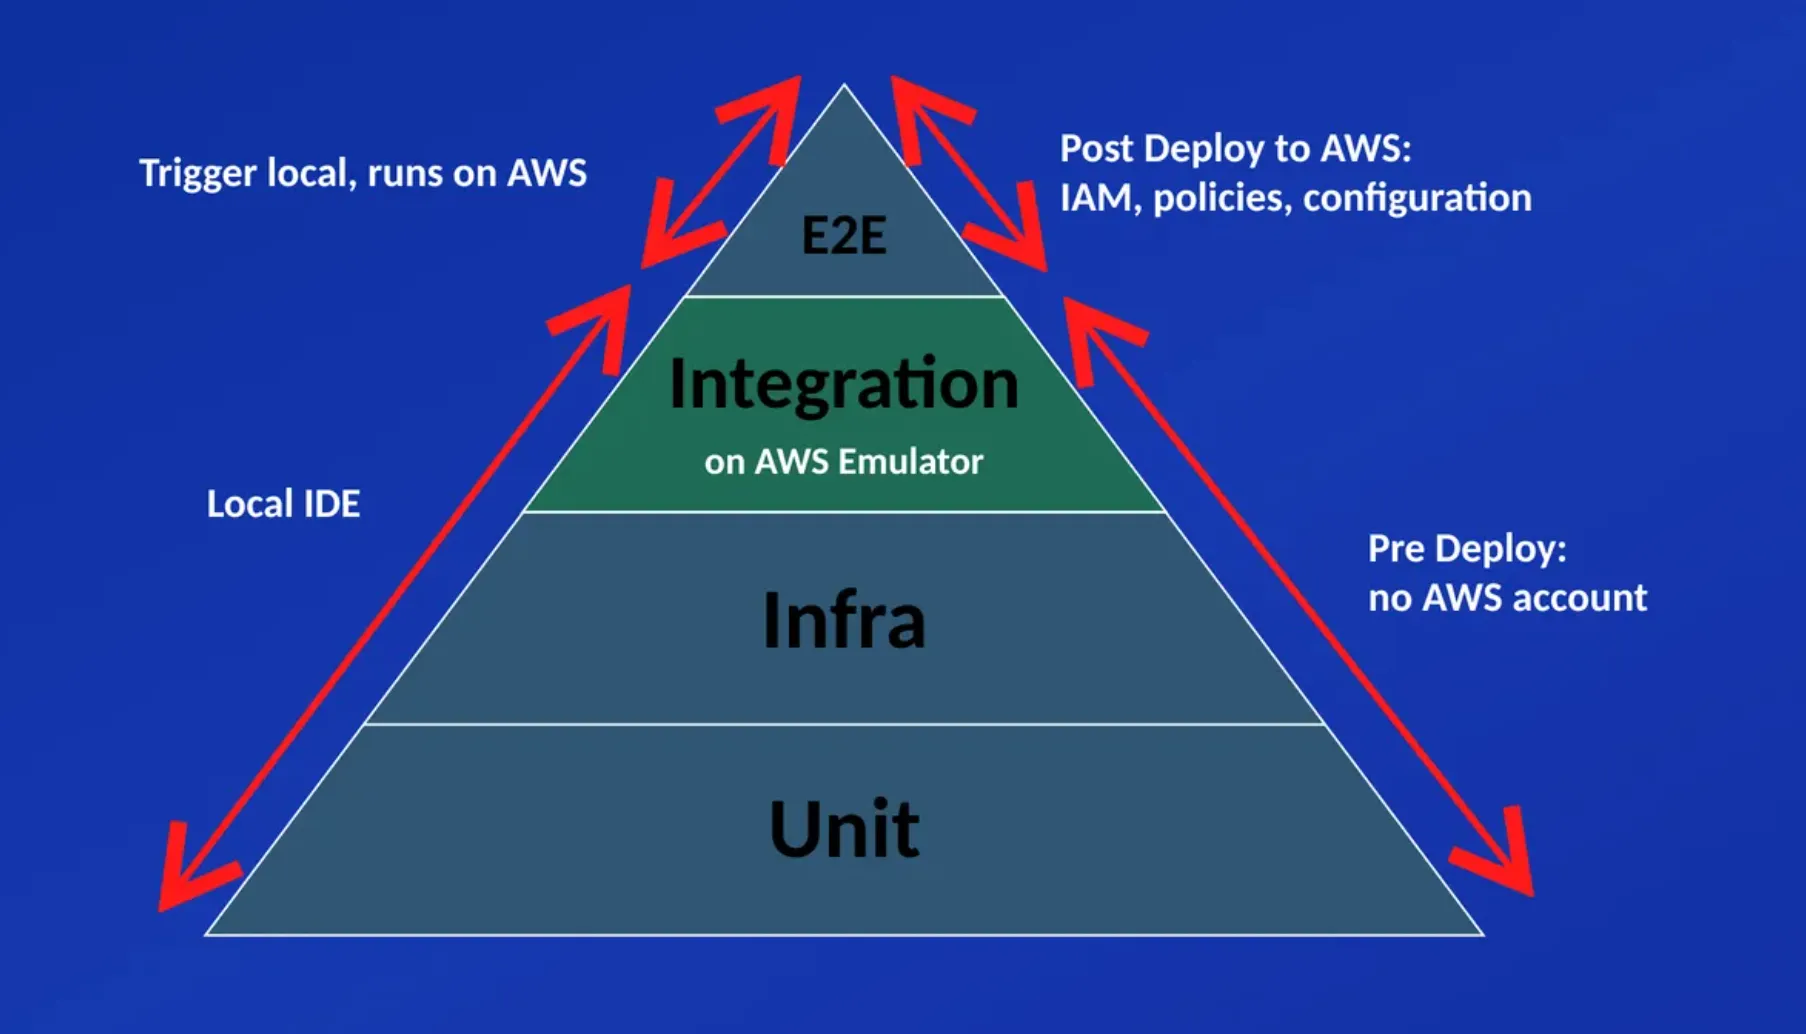 Trigger local, runs on AWS
Post Deploy to AWS:
IAM, policies, configuration
E2E
Integration
on AWS Emulator
Local IDE
Pre Deploy:
no AWS account
Infra
Unit